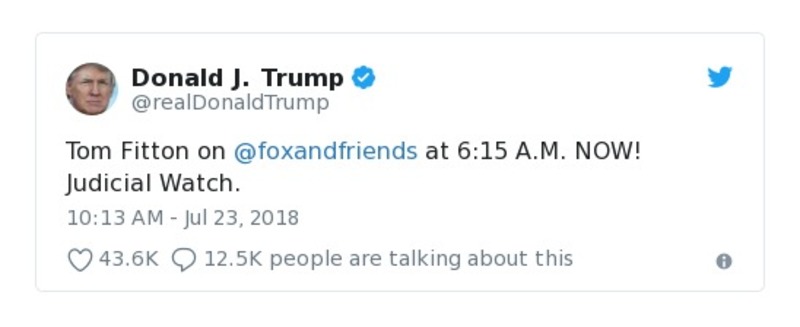 Donald J. Trump
@realDonaldTrump
Tom Fitton on @foxandfriends at 6:15 A.M. NOW!
Judicial Watch.
10:13 AM - Jul 23, 2018
43.6K 12.5K people are talking about this